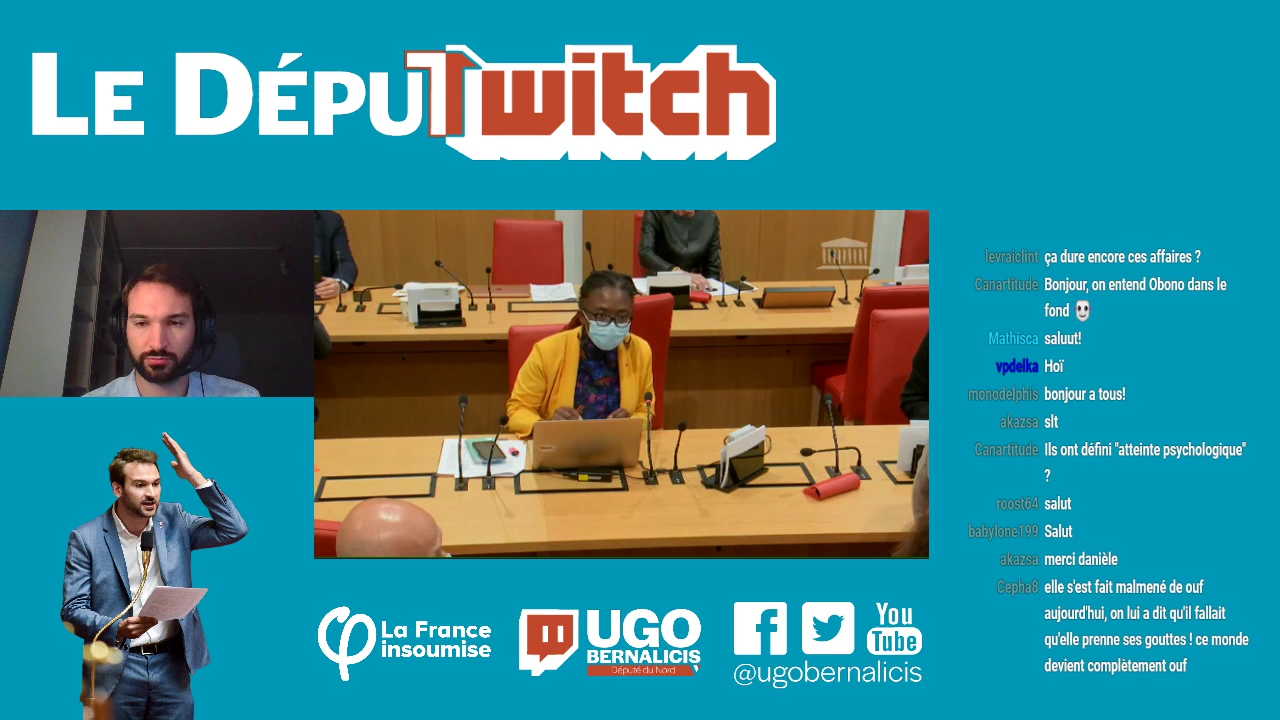 LE DÉPUTwitch
levraiclint ça dure encore ces affaires ?
Canartitude Bonjour, on entend Obono dans le
fond
Mathisca saluut!
vpdelka Hoï
monodelphis bonjour a tous!
akazsa slt
Canartitude Ils ont défini "atteinte psychologique"
?
roost64 salut
babylone199 Salut
akazsa merci danièle
Cepha8 elle s'est fait malmené de ouf
aujourd'hui, on lui a dit qu'il fallait
qu'elle prenne ses gouttes ! ce monde
devient complètement ouf
La France
insoumise
UGO
BERNALICIS
Député du Nord
You
Tube
@ugobernalicis